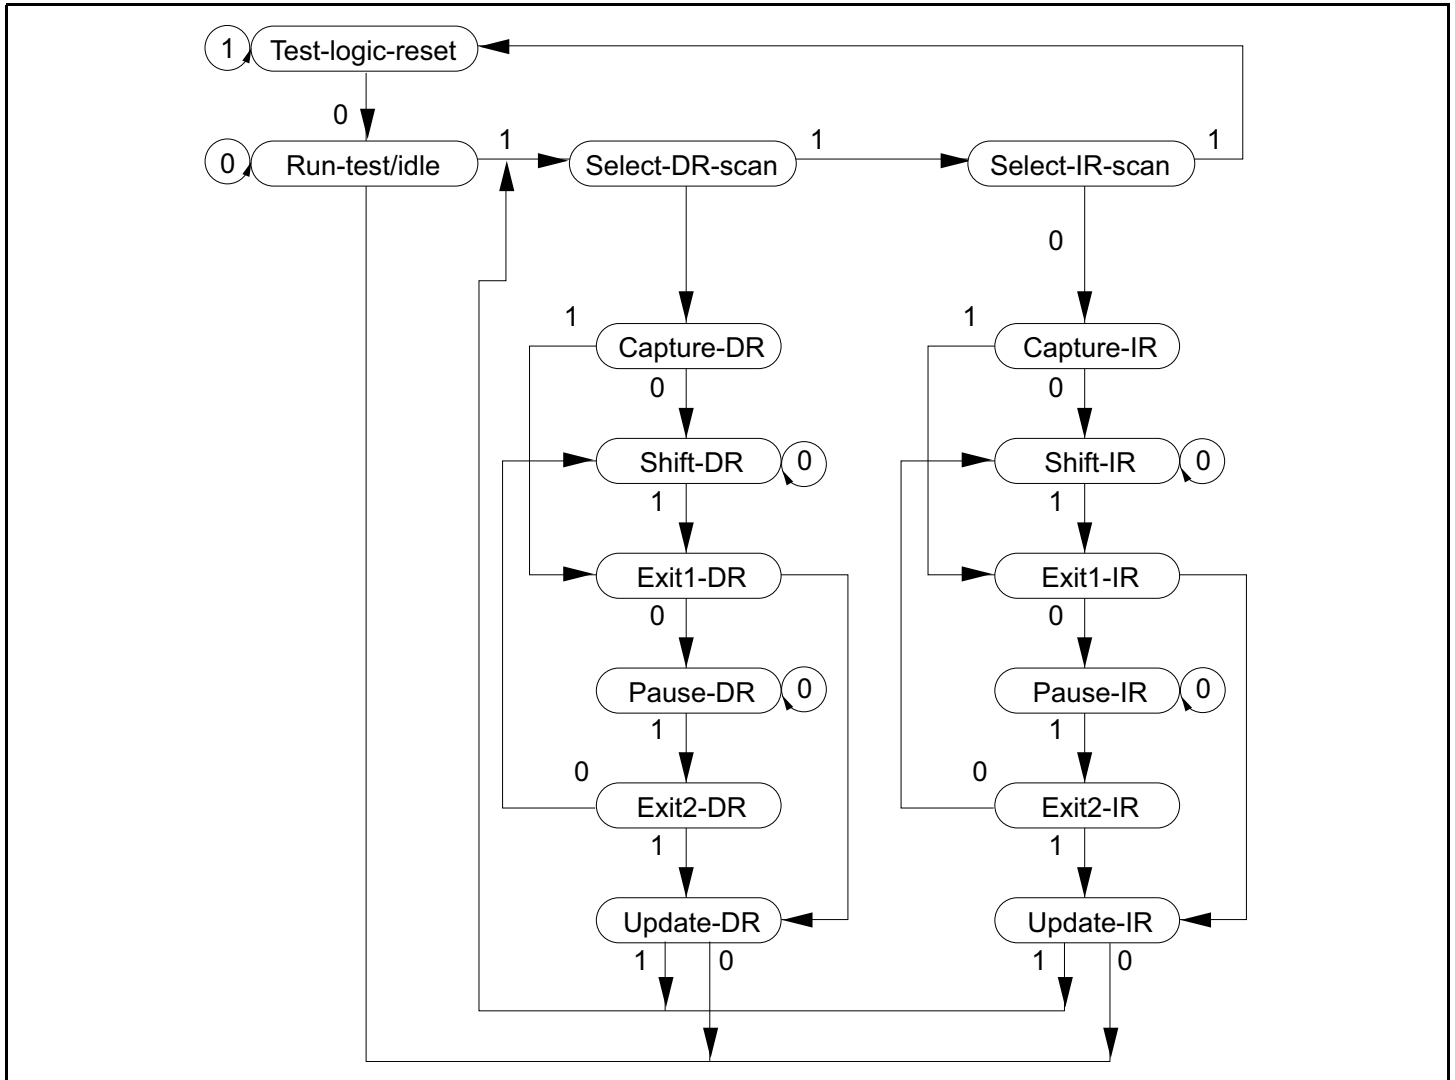 1 Test-logic-reset
0
0 Run-test/idle 1 Select-DR-scan 1 Select-IR-scan 1
0
1 1
Capture-DR Capture-IR
0 0
Shift-DR 0 Shift-IR 0
1 1
Exit1-DR Exit1-IR
0 0
Pause-DR 0 Pause-IR 0
1 1
0 0
Exit2-DR Exit2-IR
1 1
Update-DR Update-IR
1 0 1 0